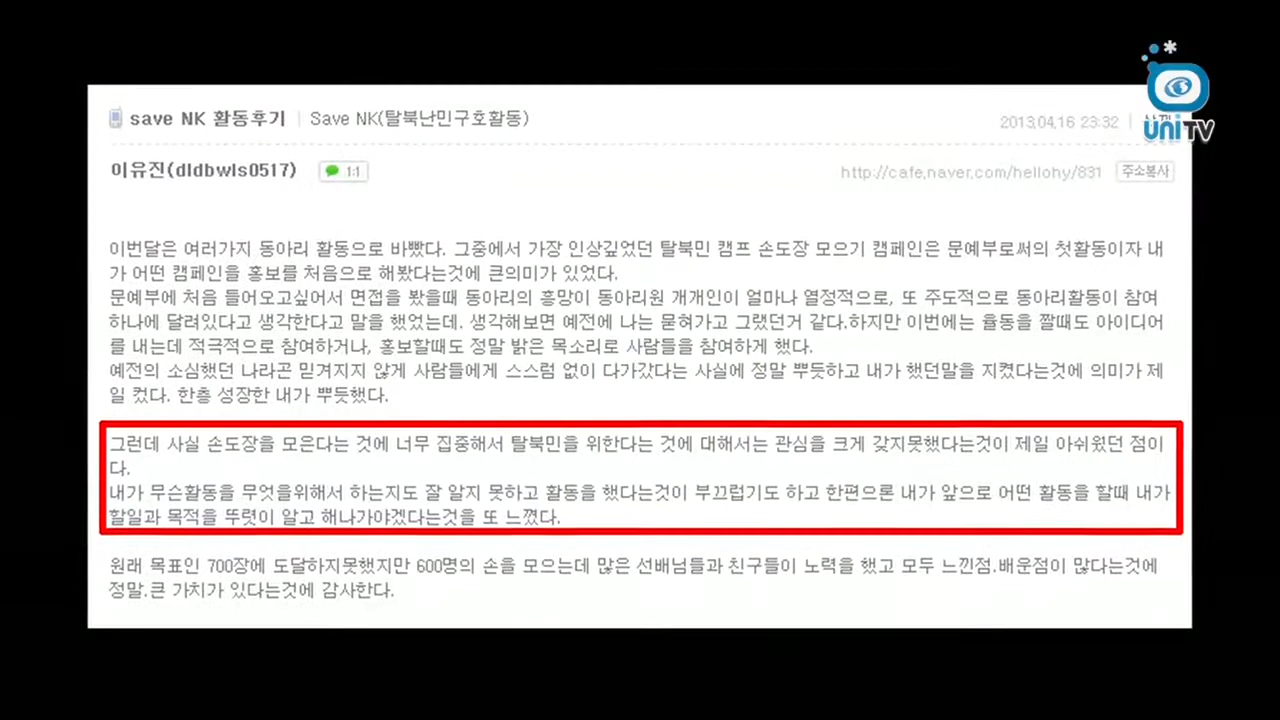 save NK 활동후기 | Save NK(탈북난민구호활동)
2013.04.16 23:32 |
uniTV
이유진(dldbwls0517) 1:1
http://cafe.naver.com/hellohy/831 주소복사
이번달은 여러가지 동아리 활동으로 바빴다. 그중에서 가장 인상깊었던 탈북민 캠프 손도장 모으기 캠페인은 문예부로써의 첫활동이자 내
가 어떤 캠페인을 홍보를 처음으로 해봤다는것에 큰의미가 있었다.
문예부에 처음 들어오고싶어서 면접을 봤을때 동아리의 흥망이 동아리원 개개인이 얼마나 열정적으로, 또 주도적으로 동아리활동이 참여
하나에 달려있다고 생각한다고 말을 했었는데. 생각해보면 예전에 나는 묻혀가고 그랬던거 같다.하지만 이번에는 율동을 짤때도 아이디어
를 내는데 적극적으로 참여하거나, 홍보할때도 정말 밝은 목소리로 사람들을 참여하게 했다.
예전의 소심했던 나라곤 믿겨지지 않게 사람들에게 스스럼 없이 다가갔다는 사실에 정말 뿌듯하고 내가 했던말을 지켰다는것에 의미가 제
일 컸다. 한층 성장한 내가 뿌듯했다.
그런데 사실 손도장을 모은다는 것에 너무 집중해서 탈북민을 위한다는 것에 대해서는 관심을 크게 갖지못했다는것이 제일 아쉬웠던 점이
다.
내가 무슨활동을 무엇을위해서 하는지도 잘 알지 못하고 활동을 했다는것이 부끄럽기도 하고 한편으론 내가 앞으로 어떤 활동을 할때 내가
할일과 목적을 뚜렷이 알고 해나가야겠다는것을 또 느꼈다.
원래 목표인 700장에 도달하지못했지만 600명의 손을 모으는데 많은 선배님들과 친구들이 노력을 했고 모두 느낀점.배운점이 많다는것에
정말.큰 가치가 있다는것에 감사한다.